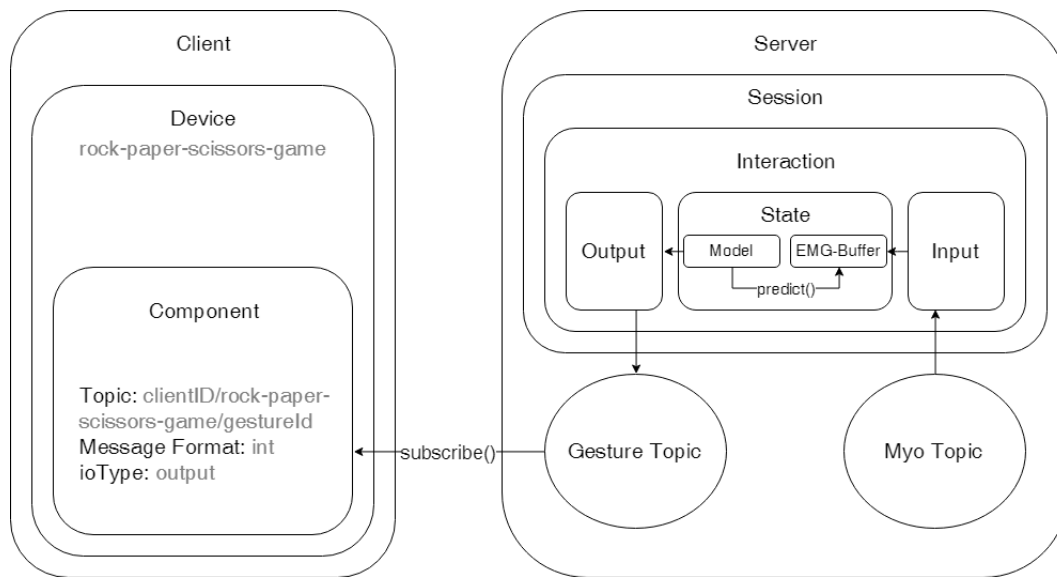 Client
Device
rock-paper-scissors-game
Component
Topic: clientID/rock-paper-
scissors-game/gestureId
Message Format: int
ioType: output
subscribe()
Server
Session
Interaction
Output
State
Model
EMG-Buffer
predict()
Input
Gesture Topic
Myo Topic